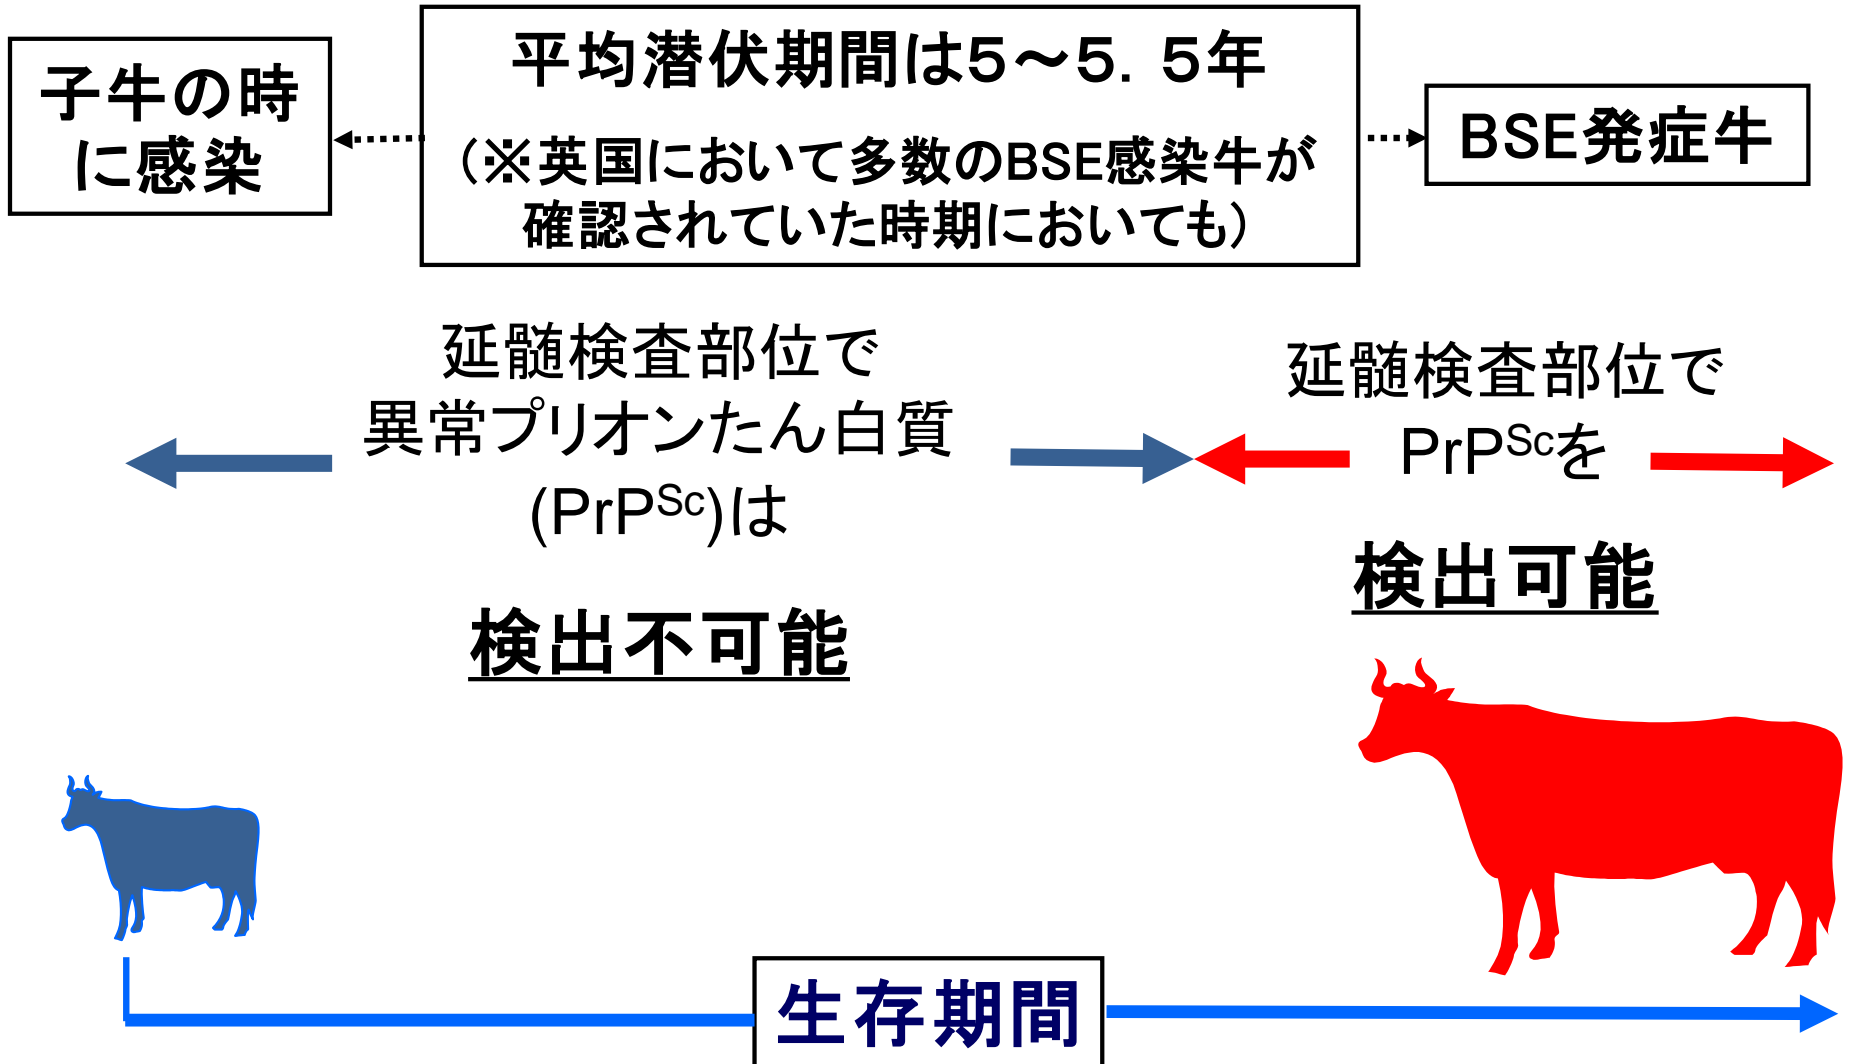 子牛の時
に感染
平均潜伏期間は5~5．5年
（※英国において多数のBSE感染牛が
確認されていた時期においても）
BSE発症牛
延髄検査部位で
異常プリオンたん白質
(PrPSc)は
検出不可能
延髄検査部位で
PrPScを
検出可能
生存期間